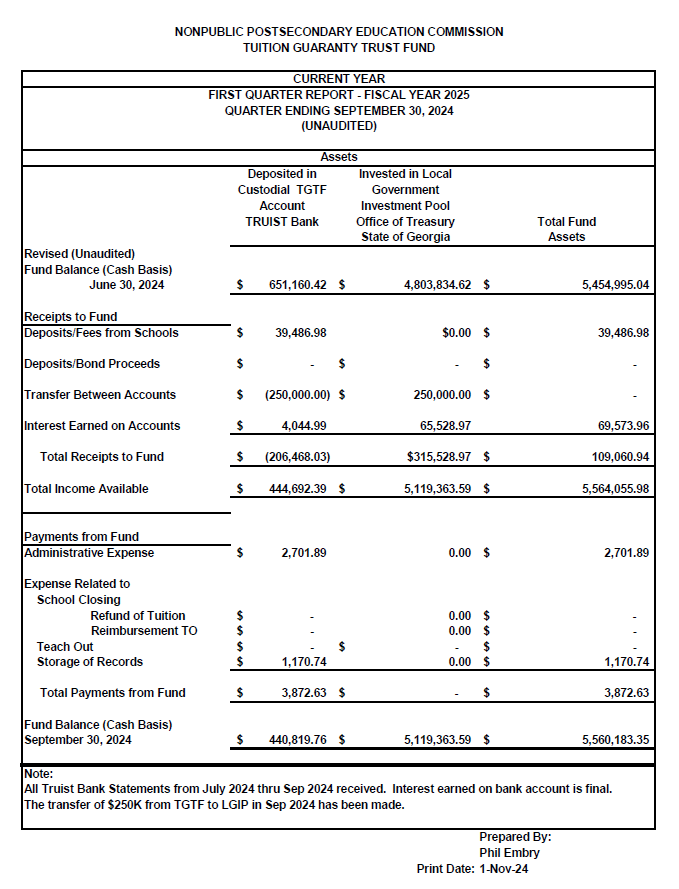 NONPUBLIC POSTSECONDARY EDUCATION COMMISSION
TUITION GUARANTY TRUST FUND
CURRENT YEAR
FIRST QUARTER REPORT - FISCAL YEAR 2025
QUARTER ENDING SEPTEMBER 30, 2024
(UNAUDITED)
Assets
Deposited in Invested in Local
Custodial TGTF Government
Account Investment Pool
TRUIST Bank Office of Treasury Total Fund
State of Georgia Assets
Revised (Unaudited)
Fund Balance (Cash Basis)
June 30, 2024 $ 651,160.42 $ 4,803,834.62 $ 5,454,995.04
Receipts to Fund
Deposits/Fees from Schools $ 39,486.98 $0.00 $ 39,486.98
Deposits/Bond Proceeds $ - $ - $ -
Transfer Between Accounts $ (250,000.00) $ 250,000.00 $ -
Interest Earned on Accounts $ 4,044.99 65,528.97 69,573.96
Total Receipts to Fund $ (206,468.03) $315,528.97 $ 109,060.94
Total Income Available $ 444,692.39 $ 5,119,363.59 $ 5,564,055.98
Payments from Fund
Administrative Expense $ 2,701.89 0.00 $ 2,701.89
Expense Related to
School Closing
Refund of Tuition $ - 0.00 $ -
Reimbursement TO $ - 0.00 $ -
Teach Out $ - $ - $ -
Storage of Records $ 1,170.74 0.00 $ 1,170.74
Total Payments from Fund $ 3,872.63 $ - $ 3,872.63
Fund Balance (Cash Basis)
September 30, 2024 $ 440,819.76 $ 5,119,363.59 $ 5,560,183.35
Note:
All Truist Bank Statements from July 2024 thru Sep 2024 received. Interest earned on bank account is final.
The transfer of $250K from TGTF to LGIP in Sep 2024 has been made.
Prepared By:
Phil Embry
Print Date: 1-Nov-24